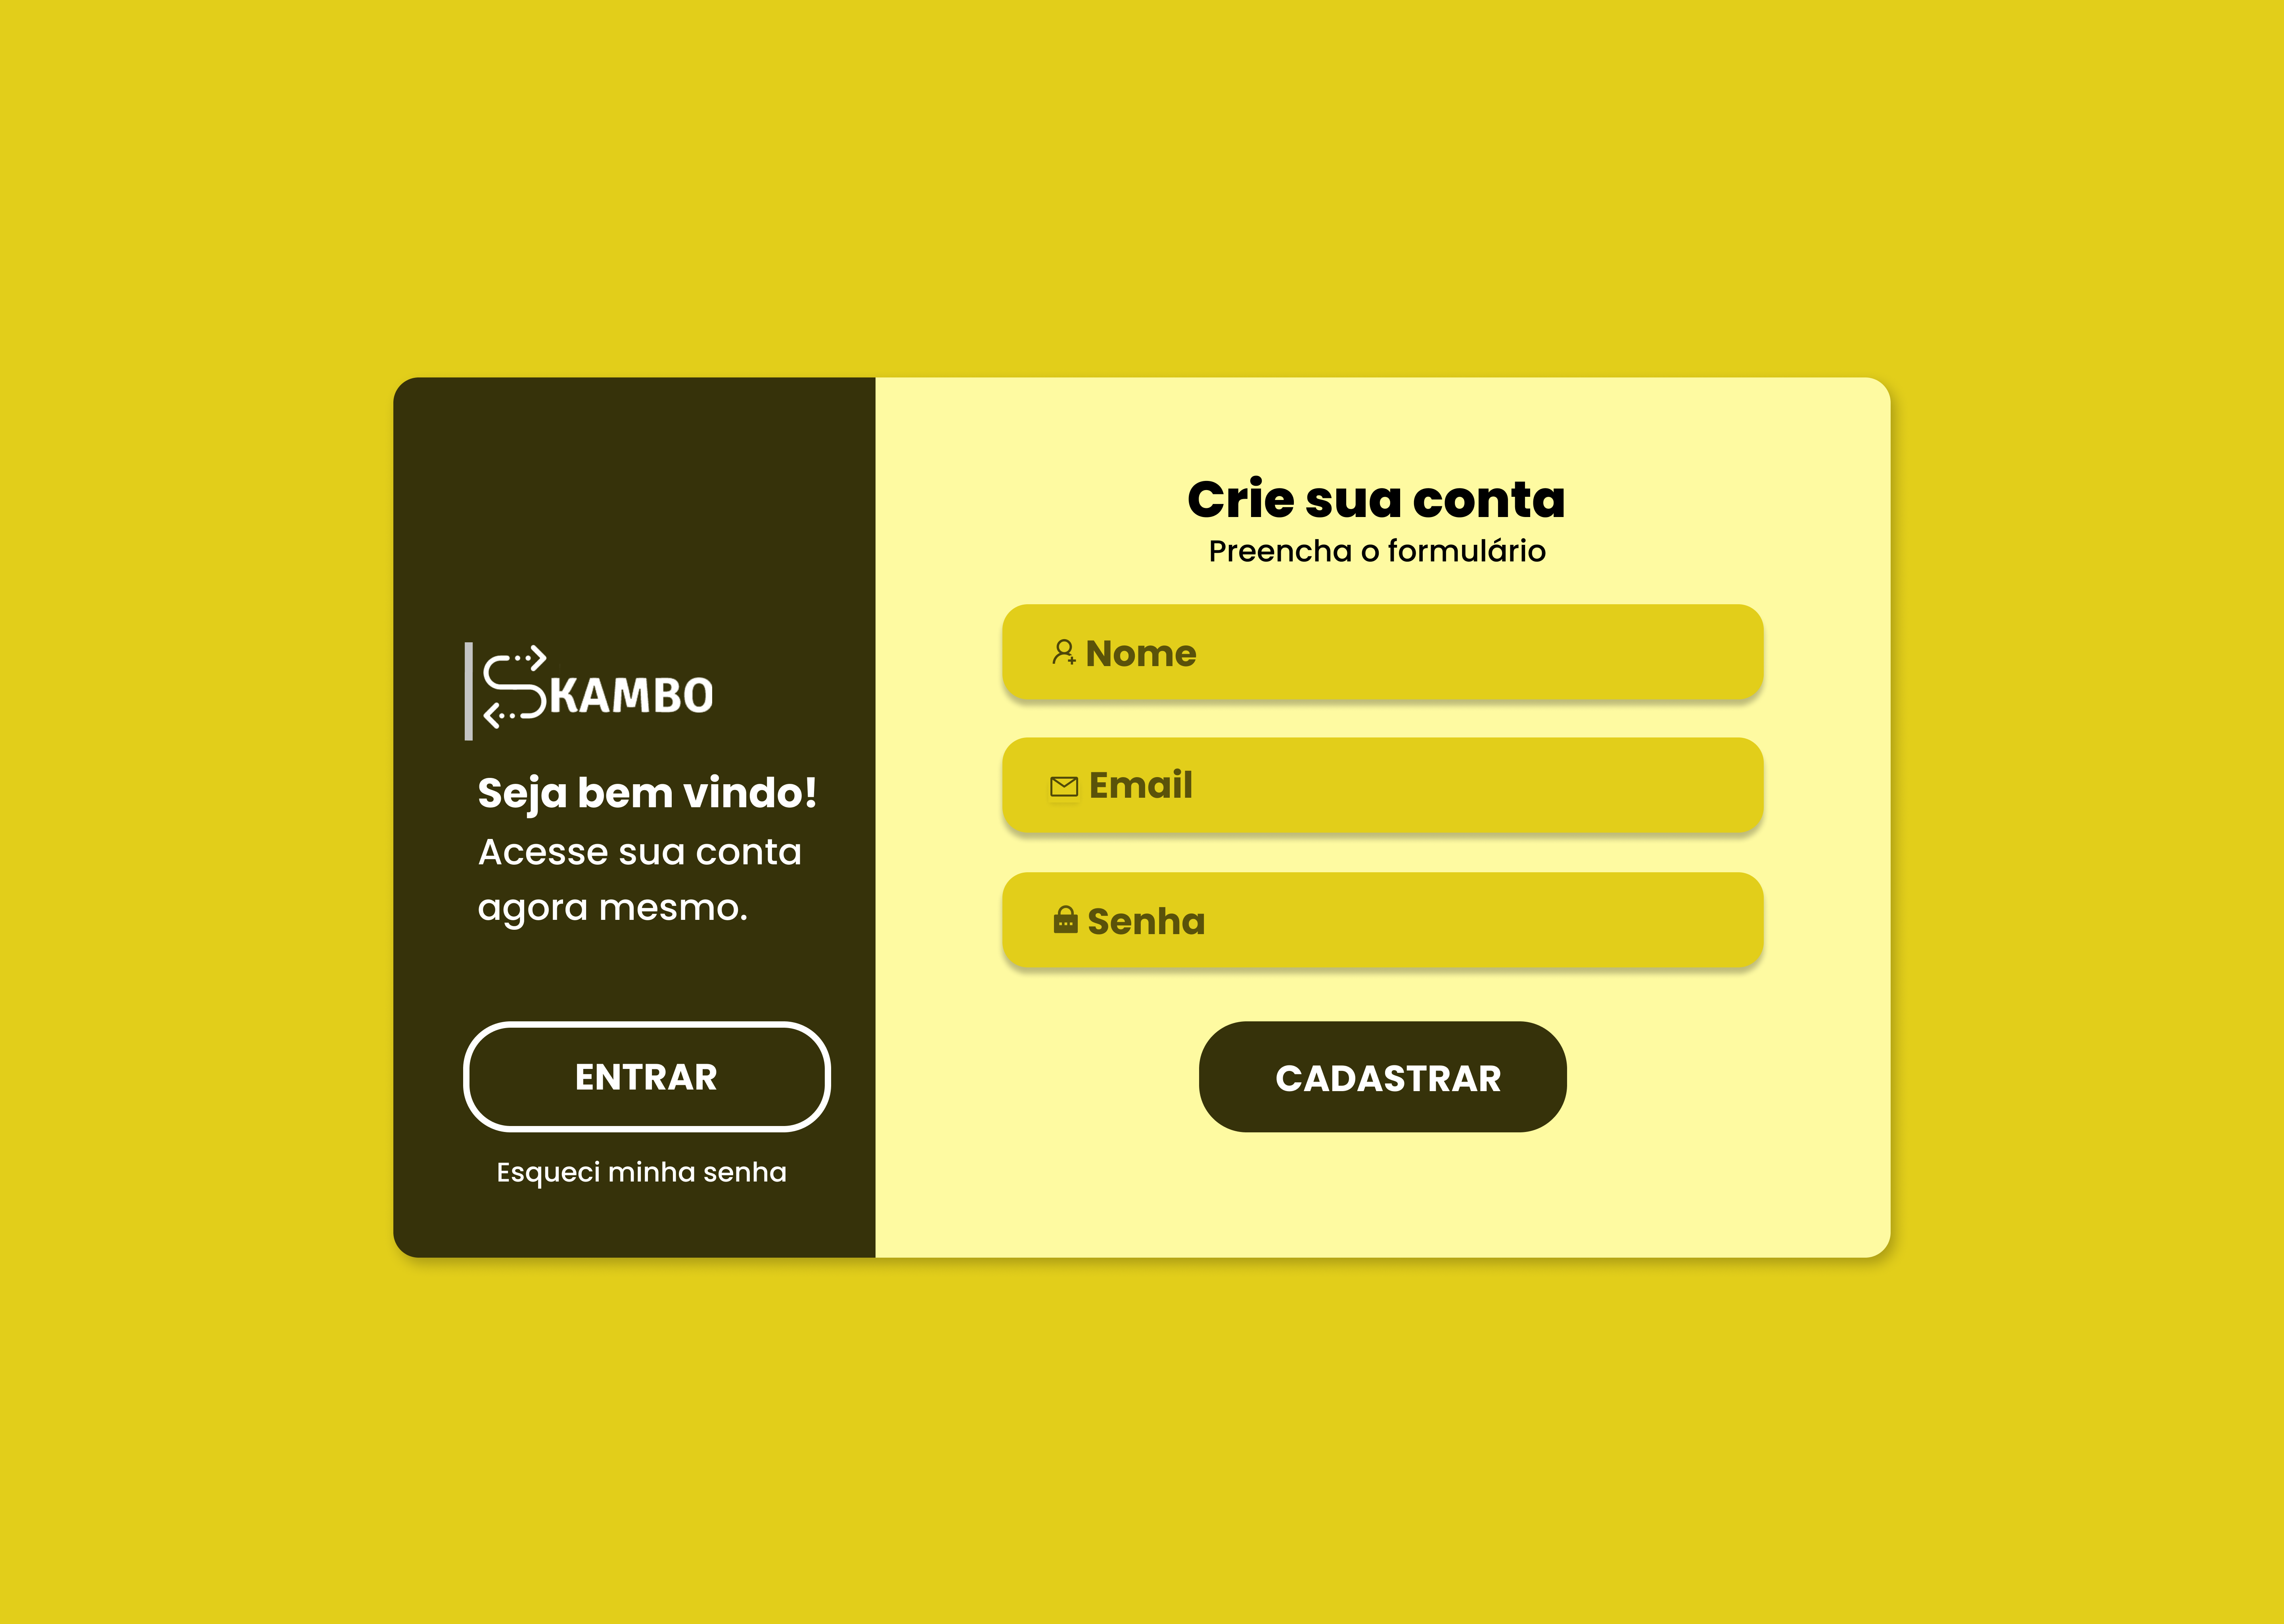 SKAMBO
Seja bem vindo!
Acesse sua conta
agora mesmo.
ENTRAR
Esqueci minha senha
Crie sua conta
Preencha o formulário
Nome
Email
Senha
CADASTRAR